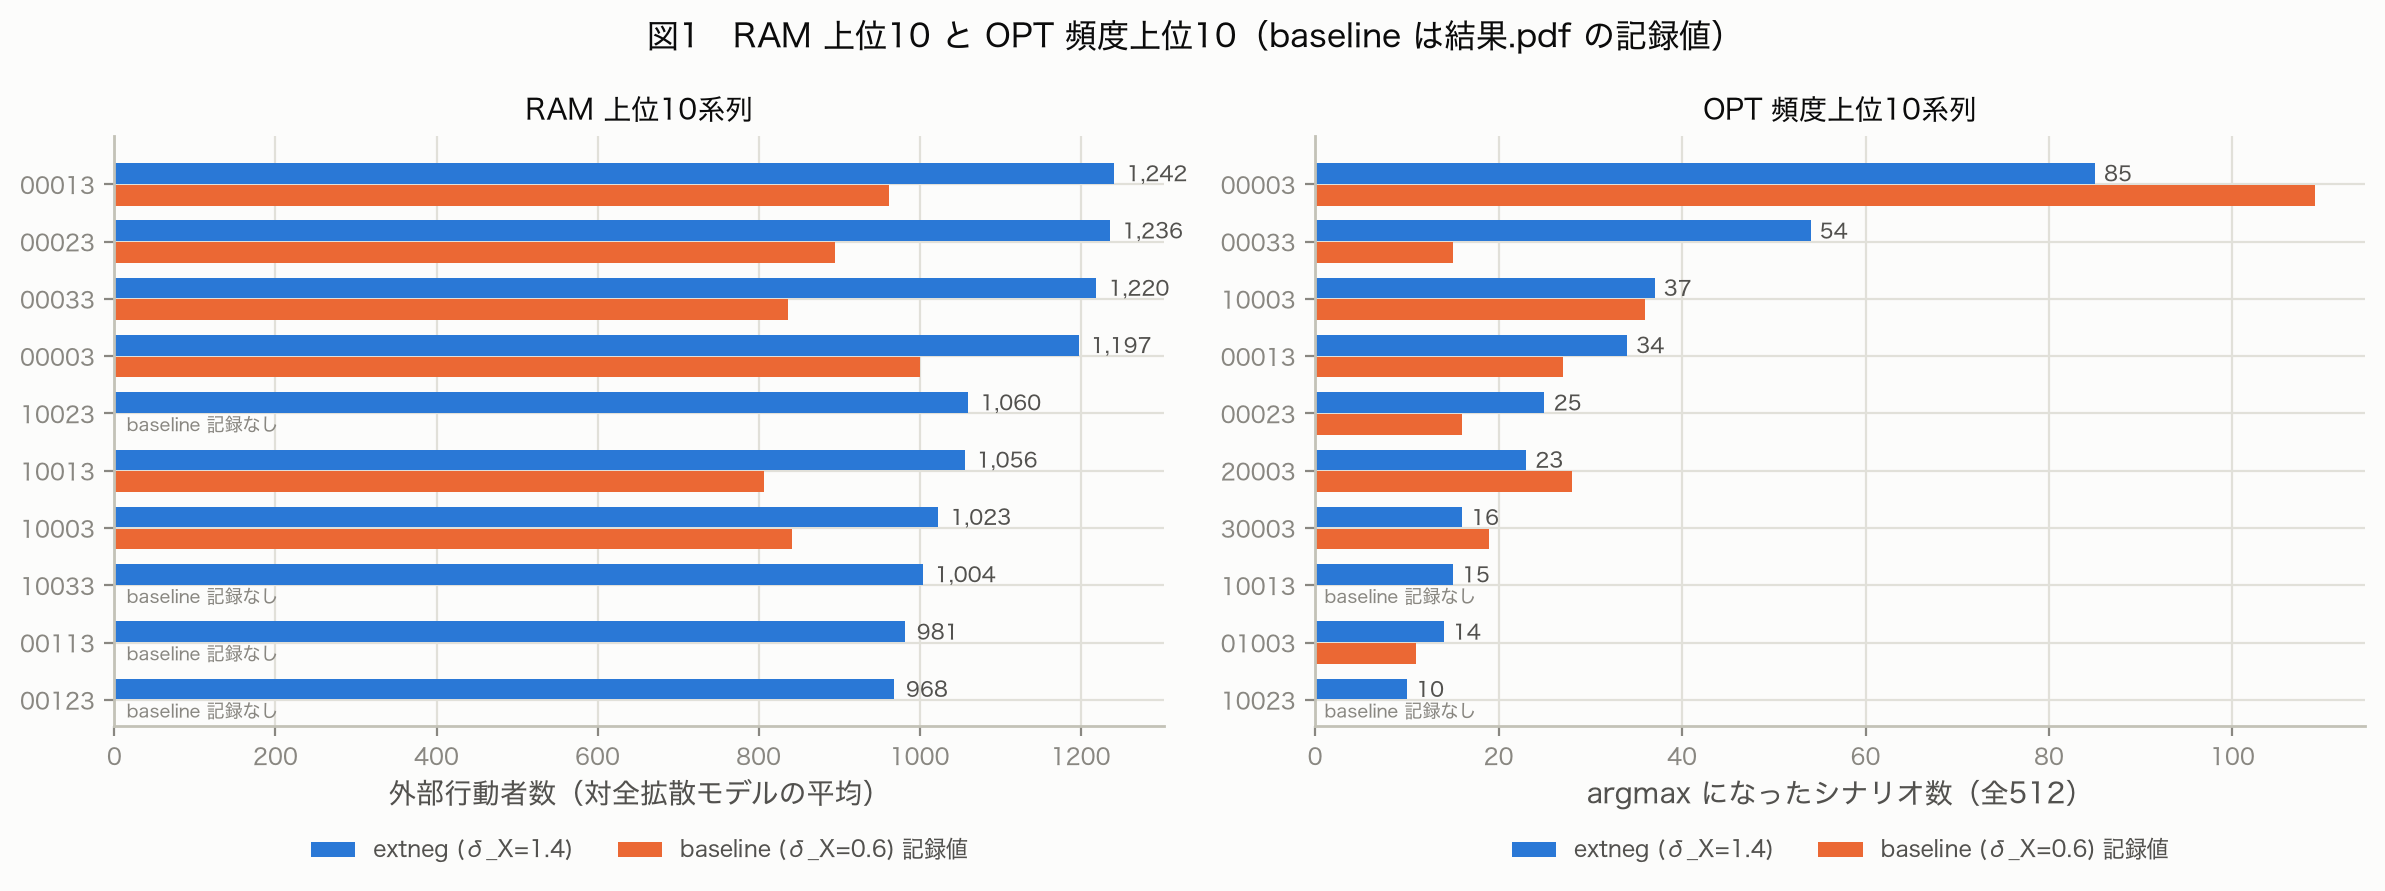 図1　RAM 上位10 と OPT 頻度上位10（baseline は結果.pdf の記録値）
RAM 上位10系列
00013
1,242
00023
1,236
00033
1,220
00003
1,197
10023
1,060
baseline 記録なし
10013
1,056
10003
1,023
10033
1,004
baseline 記録なし
00113
981
baseline 記録なし
00123
968
baseline 記録なし
0 200 400 600 800 1000 1200
外部行動者数（対全拡散モデルの平均）
extneg (δ_X=1.4) baseline (δ_X=0.6) 記録値
OPT 頻度上位10系列
00003
85
00033
54
10003
37
00013
34
00023
25
20003
23
30003
16
10013
15
baseline 記録なし
01003
14
10023
10
baseline 記録なし
0 20 40 60 80 100
argmax になったシナリオ数（全512）
extneg (δ_X=1.4) baseline (δ_X=0.6) 記録値